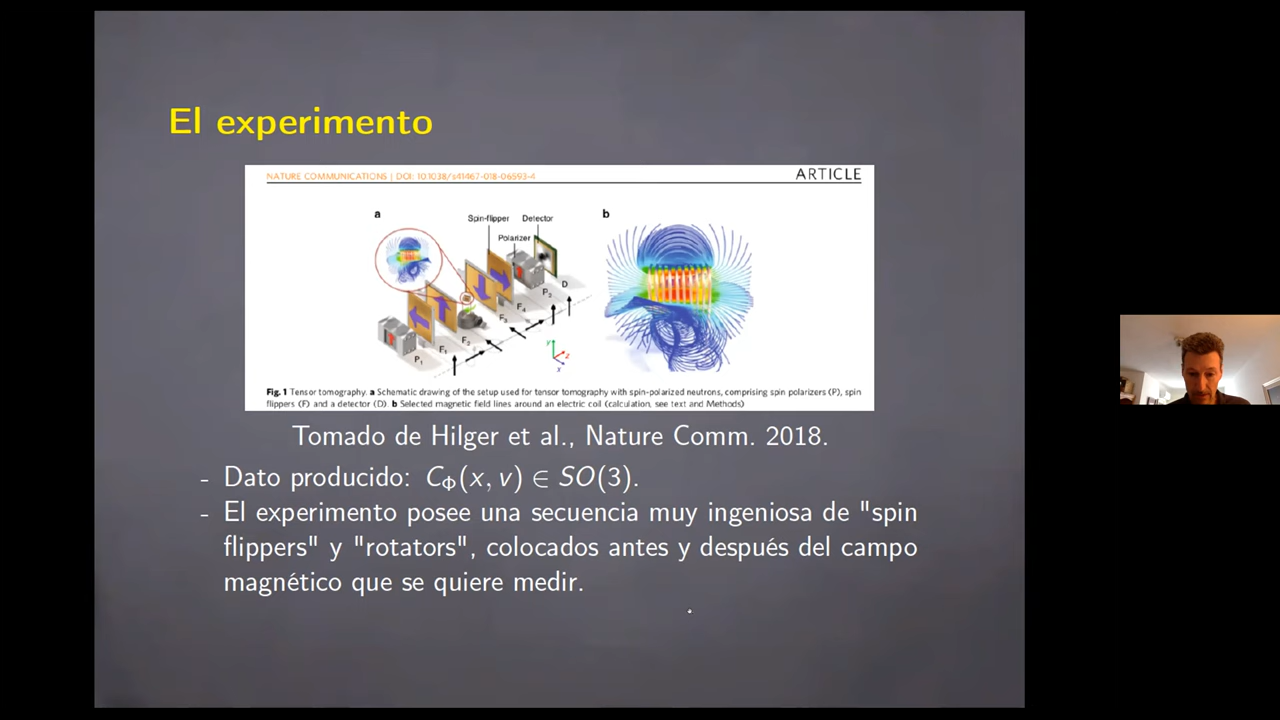 El experimento
NATURE COMMUNICATIONS | DOI: 10.1038/s41467-018-06593-4
ARTICLE
a
b
Spin-flipper
Detector
Polarizer
P1
F1
F2
F3
F4
P2
D
y
z
x
Fig. 1 Tensor tomography. a Schematic drawing of the setup used for tensor tomography with spin-polarized neutrons, comprising spin polarizers (P), spin
flippers (F) and a detector (D). b Selected magnetic field lines around an electric coil (calculation, see text and Methods)
Tomado de Hilger et al., Nature Comm. 2018.
- Dato producido: C_Φ(x, v) ∈ SO(3).
- El experimento posee una secuencia muy ingeniosa de "spin
flippers" y "rotators", colocados antes y después del campo
magnético que se quiere medir.